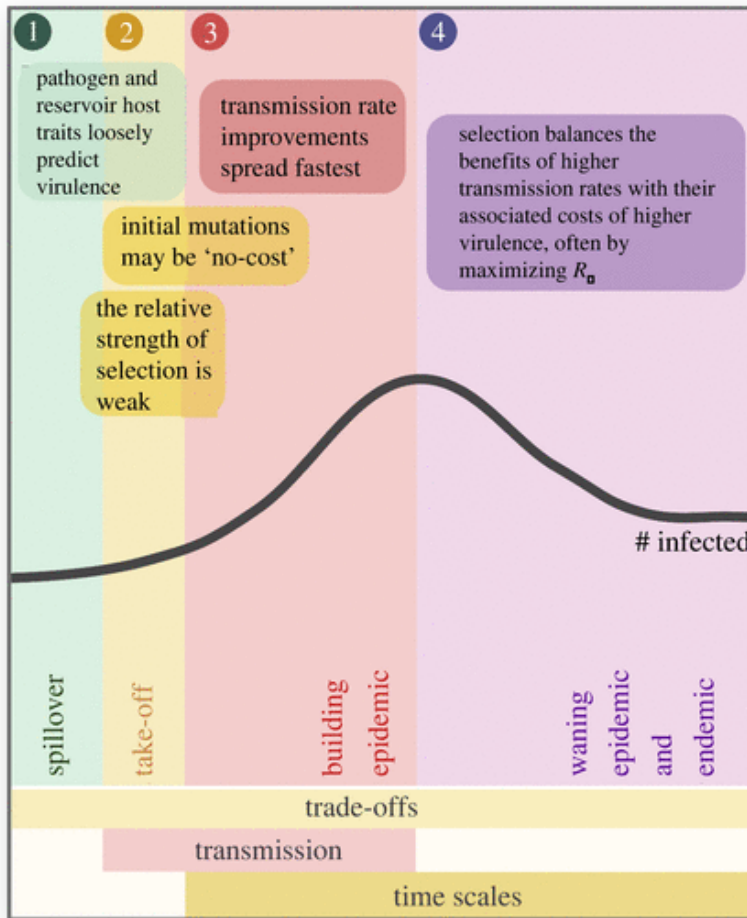 1
2
3
4
pathogen and
reservoir host
traits loosely
predict
virulence
transmission rate
improvements
spread fastest
selection balances the
benefits of higher
transmission rates with their
associated costs of higher
virulence, often by
maximizing R₀
initial mutations
may be ‘no-cost’
the relative
strength of
selection is
weak
# infected
spillover
take-off
building
epidemic
waning
epidemic
and
endemic
trade-offs
transmission
time scales